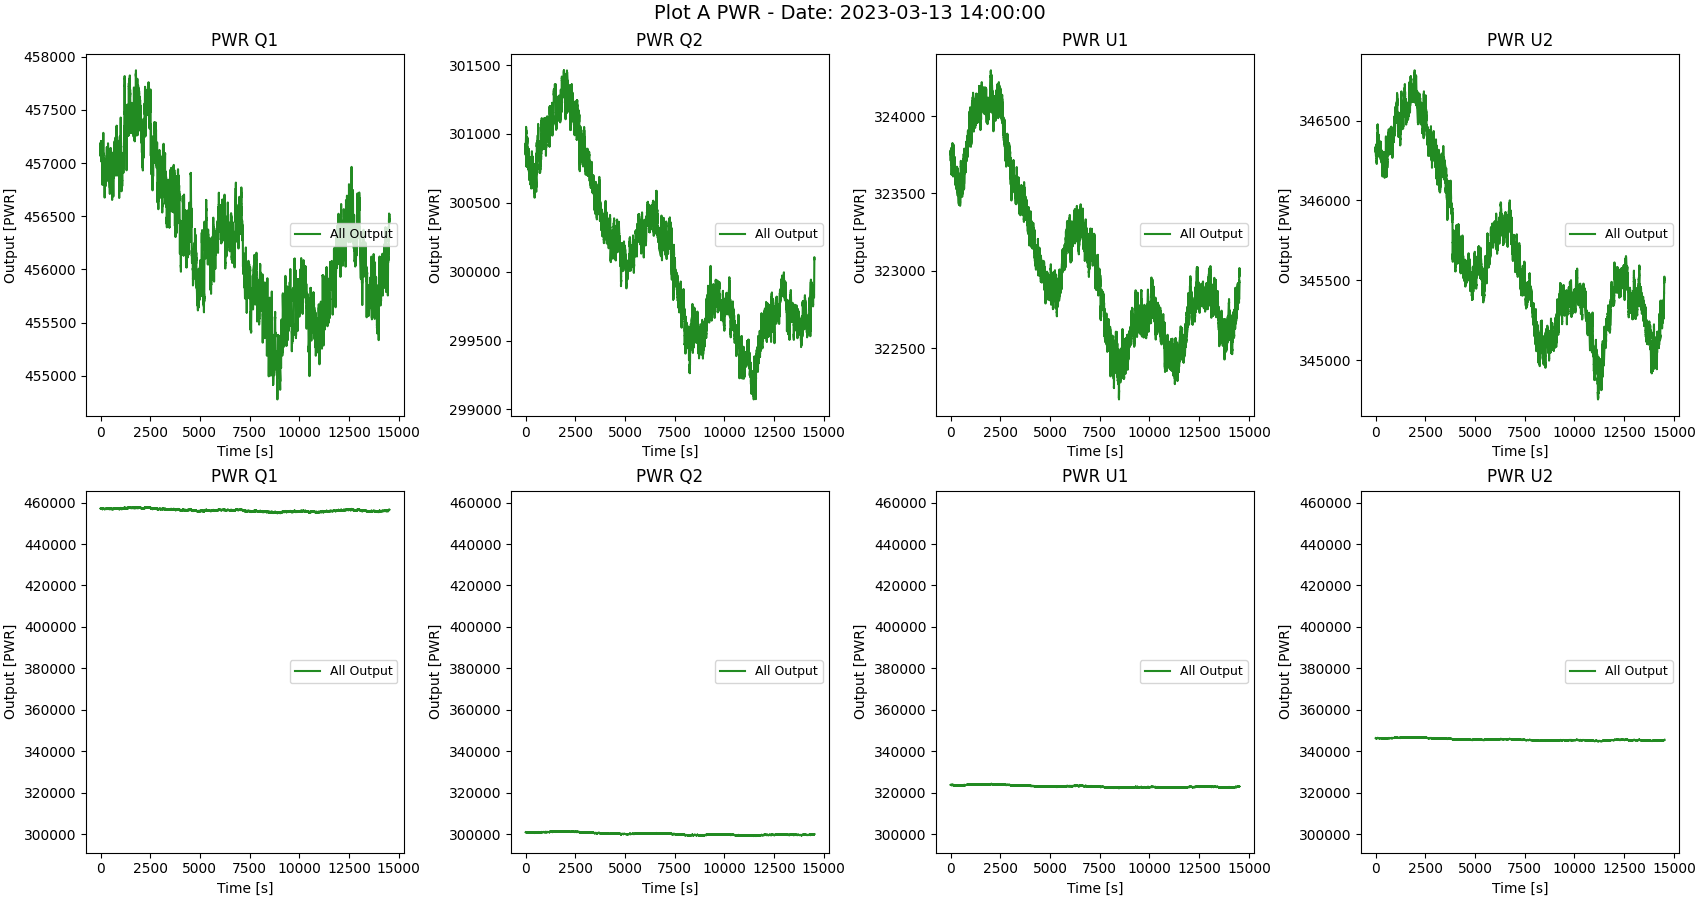 Plot A PWR - Date: 2023-03-13 14:00:00
PWR Q1
Output [PWR]
458000
457500
457000
456500
456000
455500
455000
All Output
0 2500 5000 7500 10000 12500 15000
Time [s]
PWR Q2
Output [PWR]
301500
301000
300500
300000
299500
299000
All Output
0 2500 5000 7500 10000 12500 15000
Time [s]
PWR U1
Output [PWR]
324000
323500
323000
322500
All Output
0 2500 5000 7500 10000 12500 15000
Time [s]
PWR U2
Output [PWR]
346500
346000
345500
345000
All Output
0 2500 5000 7500 10000 12500 15000
Time [s]
PWR Q1
Output [PWR]
460000
440000
420000
400000
380000
360000
340000
320000
300000
All Output
0 2500 5000 7500 10000 12500 15000
Time [s]
PWR Q2
Output [PWR]
460000
440000
420000
400000
380000
360000
340000
320000
300000
All Output
0 2500 5000 7500 10000 12500 15000
Time [s]
PWR U1
Output [PWR]
460000
440000
420000
400000
380000
360000
340000
320000
300000
All Output
0 2500 5000 7500 10000 12500 15000
Time [s]
PWR U2
Output [PWR]
460000
440000
420000
400000
380000
360000
340000
320000
300000
All Output
0 2500 5000 7500 10000 12500 15000
Time [s]